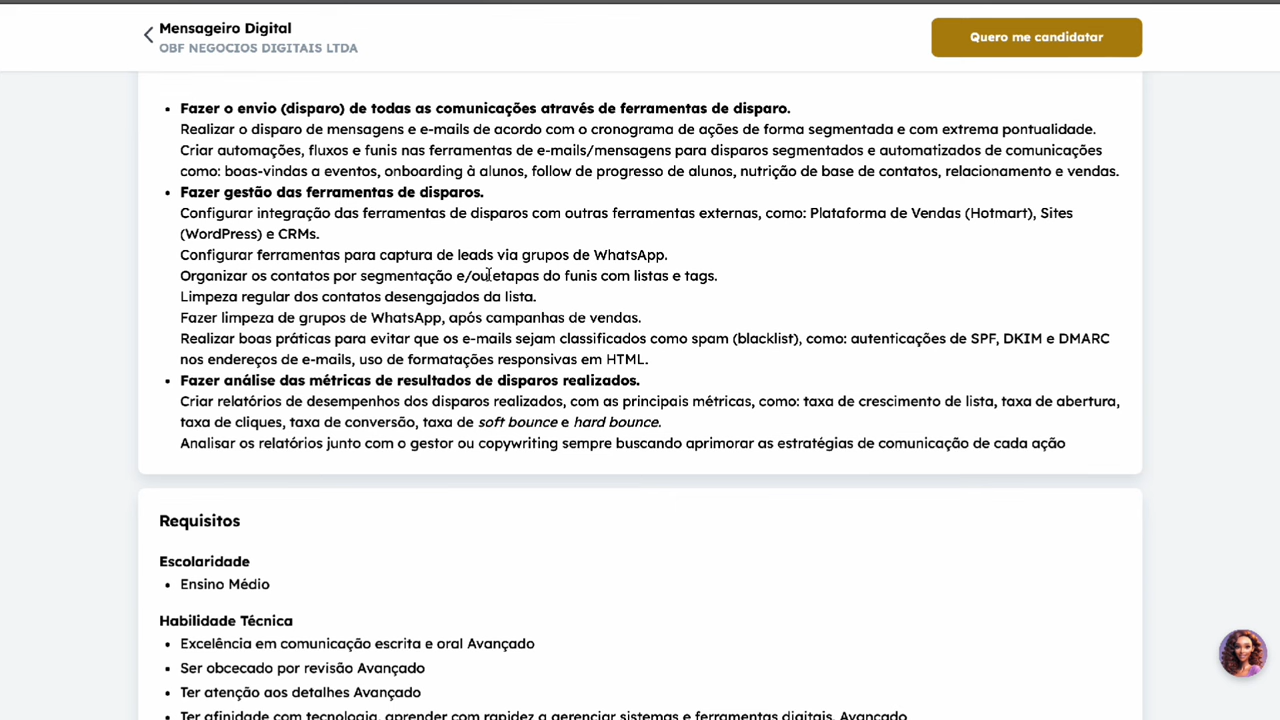 Mensageiro Digital
OBF NEGOCIOS DIGITAIS LTDA
Quero me candidatar
• Fazer o envio (disparo) de todas as comunicações através de ferramentas de disparo.
Realizar o disparo de mensagens e e-mails de acordo com o cronograma de ações de forma segmentada e com extrema pontualidade.
Criar automações, fluxos e funis nas ferramentas de e-mails/mensagens para disparos segmentados e automatizados de comunicações
como: boas-vindas a eventos, onboarding à alunos, follow de progresso de alunos, nutrição de base de contatos, relacionamento e vendas.
• Fazer gestão das ferramentas de disparos.
Configurar integração das ferramentas de disparos com outras ferramentas externas, como: Plataforma de Vendas (Hotmart), Sites
(WordPress) e CRMs.
Configurar ferramentas para captura de leads via grupos de WhatsApp.
Organizar os contatos por segmentação e/ou etapas do funis com listas e tags.
Limpeza regular dos contatos desengajados da lista.
Fazer limpeza de grupos de WhatsApp, após campanhas de vendas.
Realizar boas práticas para evitar que os e-mails sejam classificados como spam (blacklist), como: autenticações de SPF, DKIM e DMARC
nos endereços de e-mails, uso de formatações responsivas em HTML.
• Fazer análise das métricas de resultados de disparos realizados.
Criar relatórios de desempenhos dos disparos realizados, com as principais métricas, como: taxa de crescimento de lista, taxa de abertura,
taxa de cliques, taxa de conversão, taxa de soft bounce e hard bounce.
Analisar os relatórios junto com o gestor ou copywriting sempre buscando aprimorar as estratégias de comunicação de cada ação
Requisitos
Escolaridade
• Ensino Médio
Habilidade Técnica
• Excelência em comunicação escrita e oral Avançado
• Ser obcecado por revisão Avançado
• Ter atenção aos detalhes Avançado
• Ter afinidade com tecnologia, aprender com rapidez a gerenciar sistemas e ferramentas digitais. Avançado